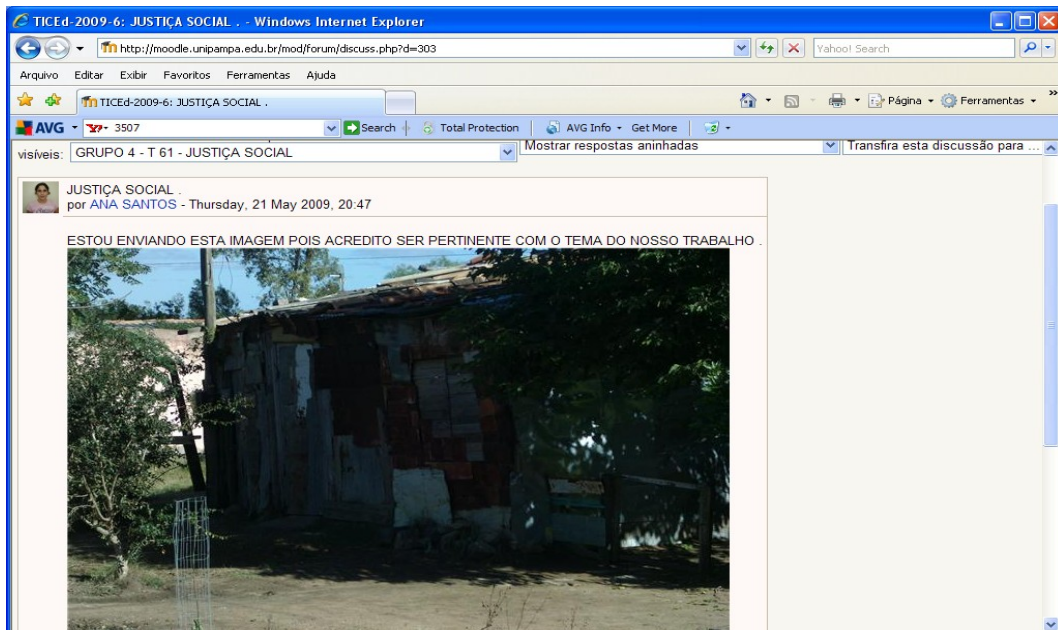 TICEd-2009-6: JUSTIÇA SOCIAL . - Windows Internet Explorer
http://moodle.unipampa.edu.br/mod/forum/discuss.php?d=303
Yahoo! Search
Arquivo Editar Exibir Favoritos Ferramentas Ajuda
TICEd-2009-6: JUSTIÇA SOCIAL .
Página Ferramentas
AVG Y! 3507 Search Total Protection AVG Info Get More
visíveis: GRUPO 4 - T 61 - JUSTIÇA SOCIAL Mostrar respostas aninhadas Transfira esta discussão para ...
JUSTIÇA SOCIAL .
por ANA SANTOS - Thursday, 21 May 2009, 20:47
ESTOU ENVIANDO ESTA IMAGEM POIS ACREDITO SER PERTINENTE COM O TEMA DO NOSSO TRABALHO .